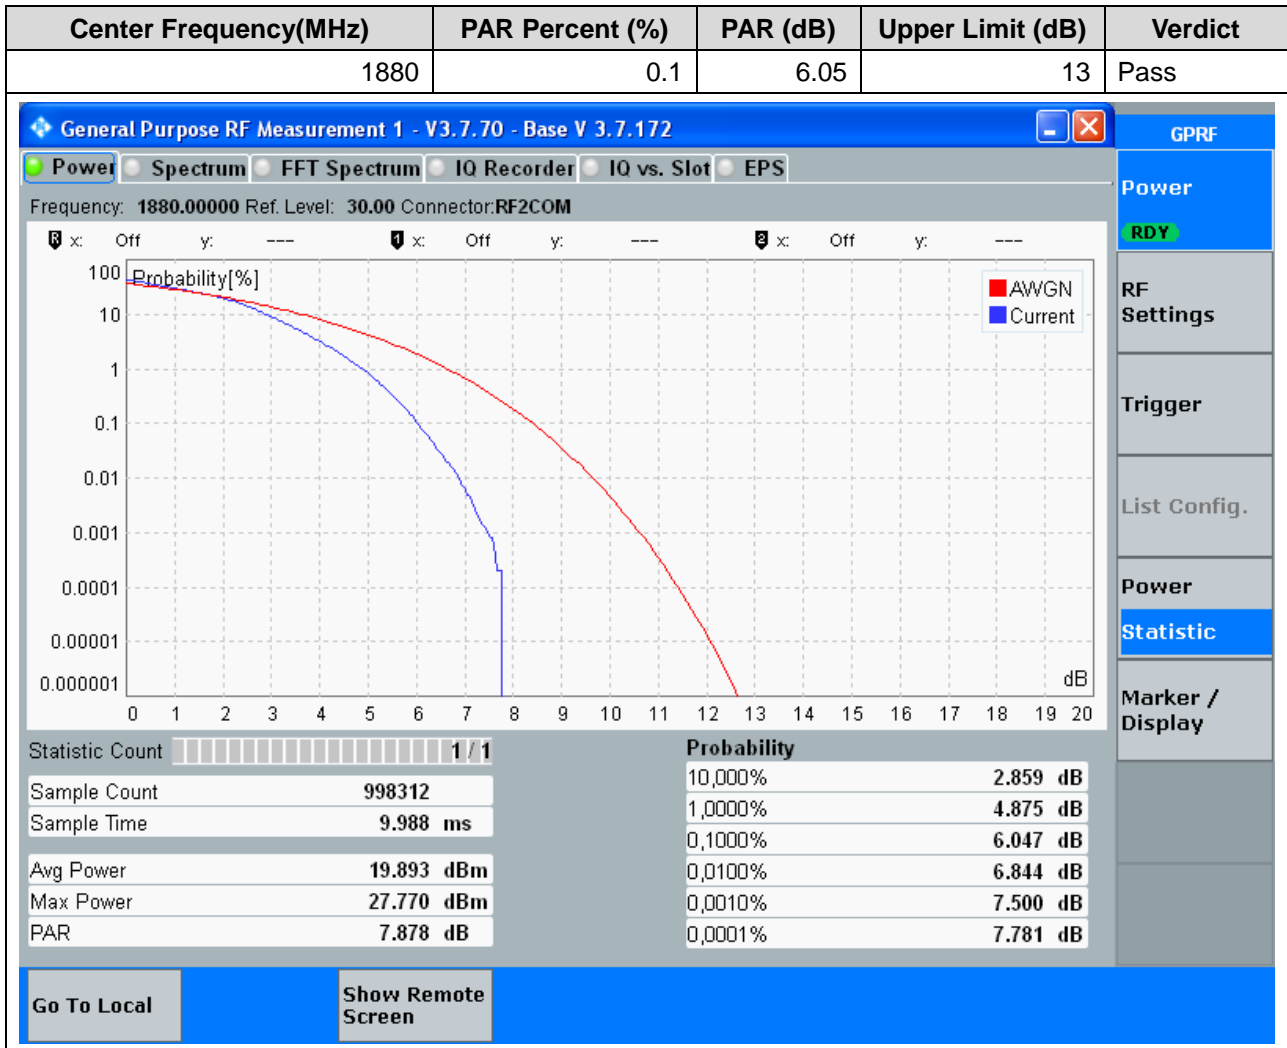 Center Frequency(MHz) PAR Percent (%) PAR (dB) Upper Limit (dB) Verdict
1880 0.1 6.05 13 Pass
General Purpose RF Measurement 1 - V3.7.70 - Base V 3.7.172
GPRF
Power Spectrum FFT Spectrum IQ Recorder IQ vs. Slot EPS
Power
RDY
Frequency: 1880.00000 Ref. Level: 30.00 Connector:RF2COM
R x: Off y: --- 1 x: Off y: --- 2 x: Off y: ---
Probability[%]
AWGN
Current
100
10
1
0.1
0.01
0.001
0.0001
0.00001
0.000001
dB
0 1 2 3 4 5 6 7 8 9 10 11 12 13 14 15 16 17 18 19 20
RF
Settings
Trigger
List Config.
Power
Statistic
Marker /
Display
Statistic Count 1 / 1
Sample Count 998312
Sample Time 9.988 ms
Avg Power 19.893 dBm
Max Power 27.770 dBm
PAR 7.878 dB
Probability
10,000% 2.859 dB
1,0000% 4.875 dB
0,1000% 6.047 dB
0,0100% 6.844 dB
0,0010% 7.500 dB
0,0001% 7.781 dB
Go To Local
Show Remote
Screen